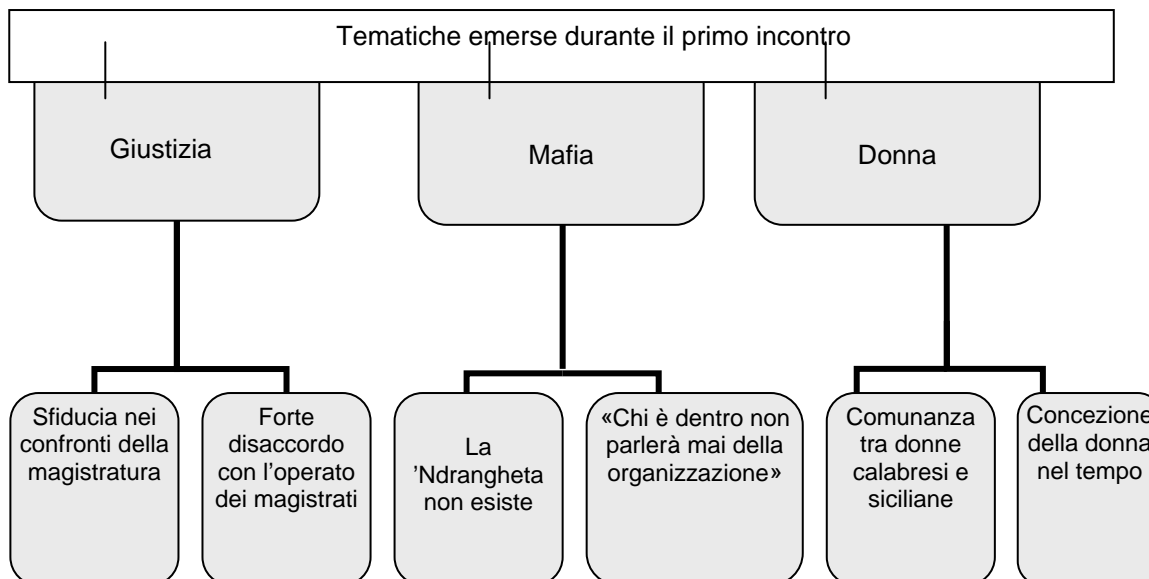 Tematiche emerse durante il primo incontro
Giustizia
Mafia
Donna
Sfiducia nei
confronti della
magistratura
Forte
disaccordo
con l'operato
dei magistrati
La
'Ndrangheta
non esiste
«Chi è dentro non
parlerà mai della
organizzazione»
Comunanza
tra donne
calabresi e
siciliane
Concezione
della donna
nel tempo